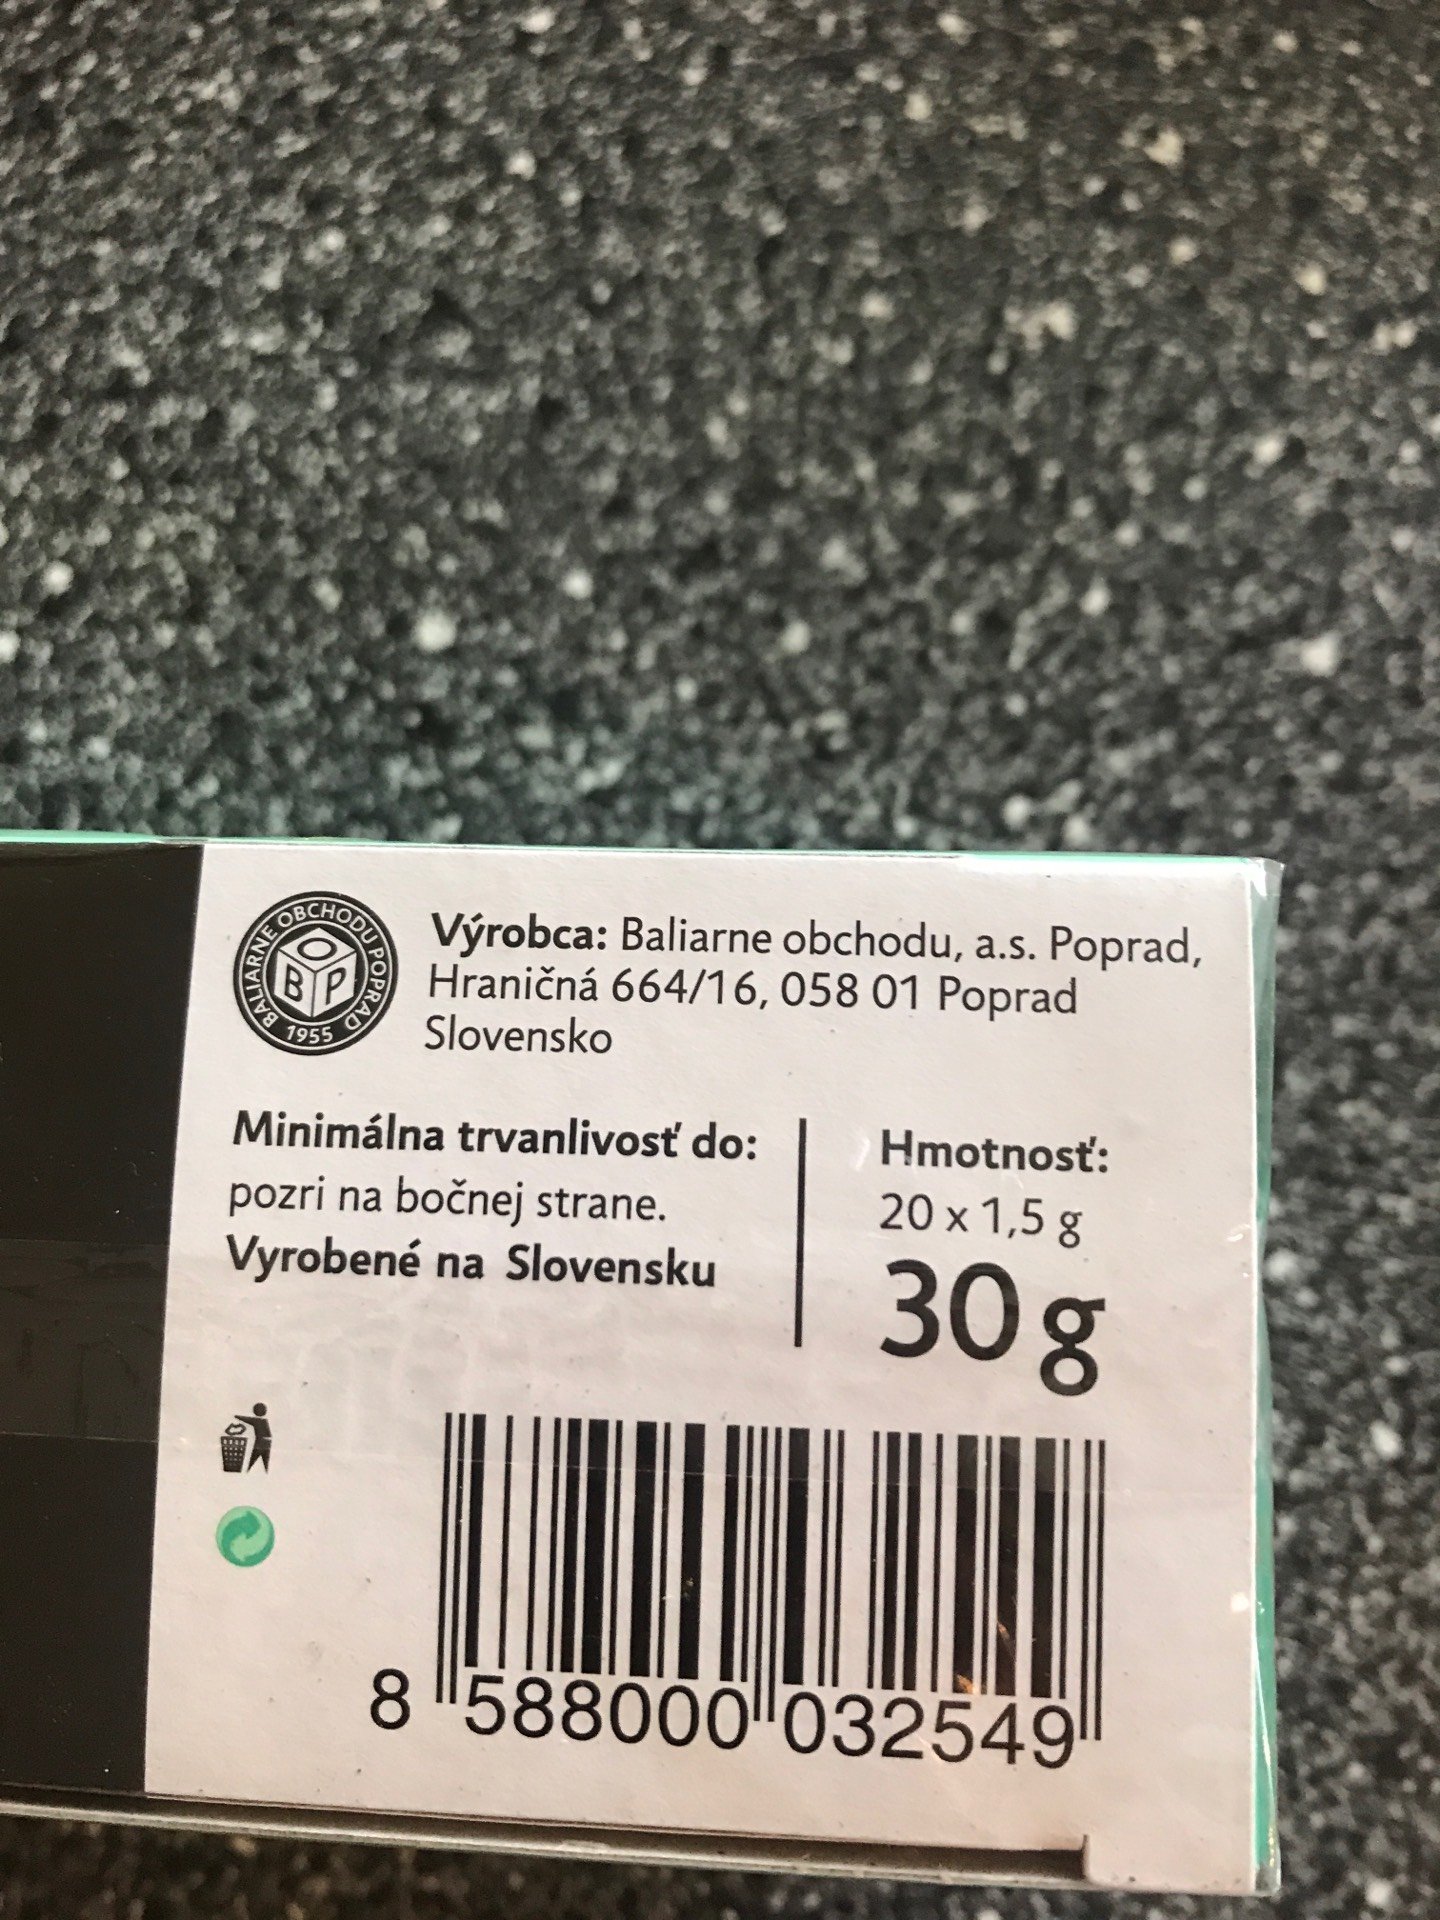 BALIARNE OBCHODU POPRAD
O
B P
1955
Výrobca: Baliarne obchodu, a.s. Poprad,
Hraničná 664/16, 058 01 Poprad
Slovensko
Minimálna trvanlivosť do:
pozri na bočnej strane.
Vyrobené na Slovensku
Hmotnosť:
20 x 1,5 g
30 g
8 588000 032549